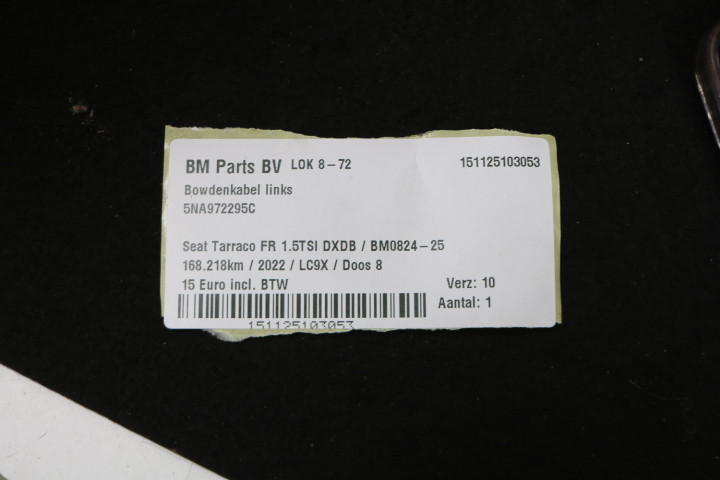 BM Parts BV LOK 8-72 151125103053
Bowdenkabel links
5NA972295C
Seat Tarraco FR 1.5TSI DXDB / BM0824-25
168.218km / 2022 / LC9X / Doos 8
15 Euro incl. BTW Verz: 10
Aantal: 1
151125103053